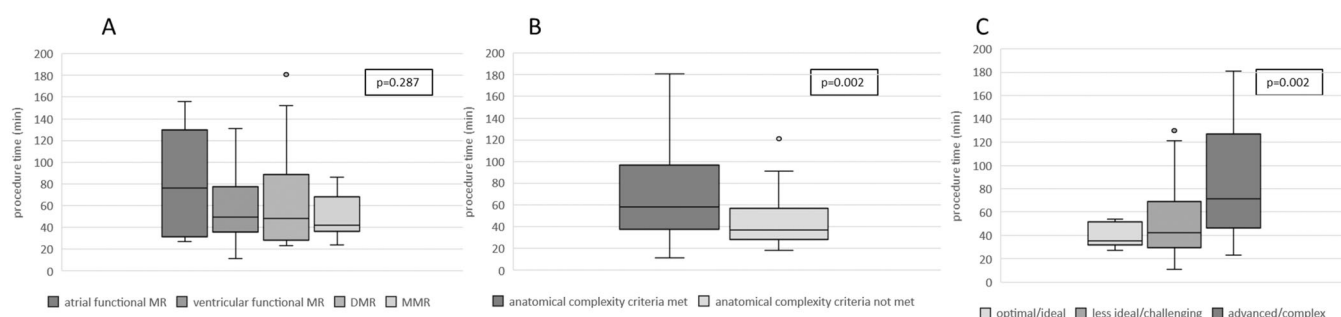 A
procedure time (min)
200
180
160
140
120
100
80
60
40
20
0
p=0.287
atrial functional MR ventricular functional MR DMR MMR
B
procedure time (min)
200
180
160
140
120
100
80
60
40
20
0
p=0.002
anatomical complexity criteria met anatomical complexity criteria not met
C
procedure time (min)
200
180
160
140
120
100
80
60
40
20
0
p=0.002
optimal/ideal less ideal/challenging advanced/complex